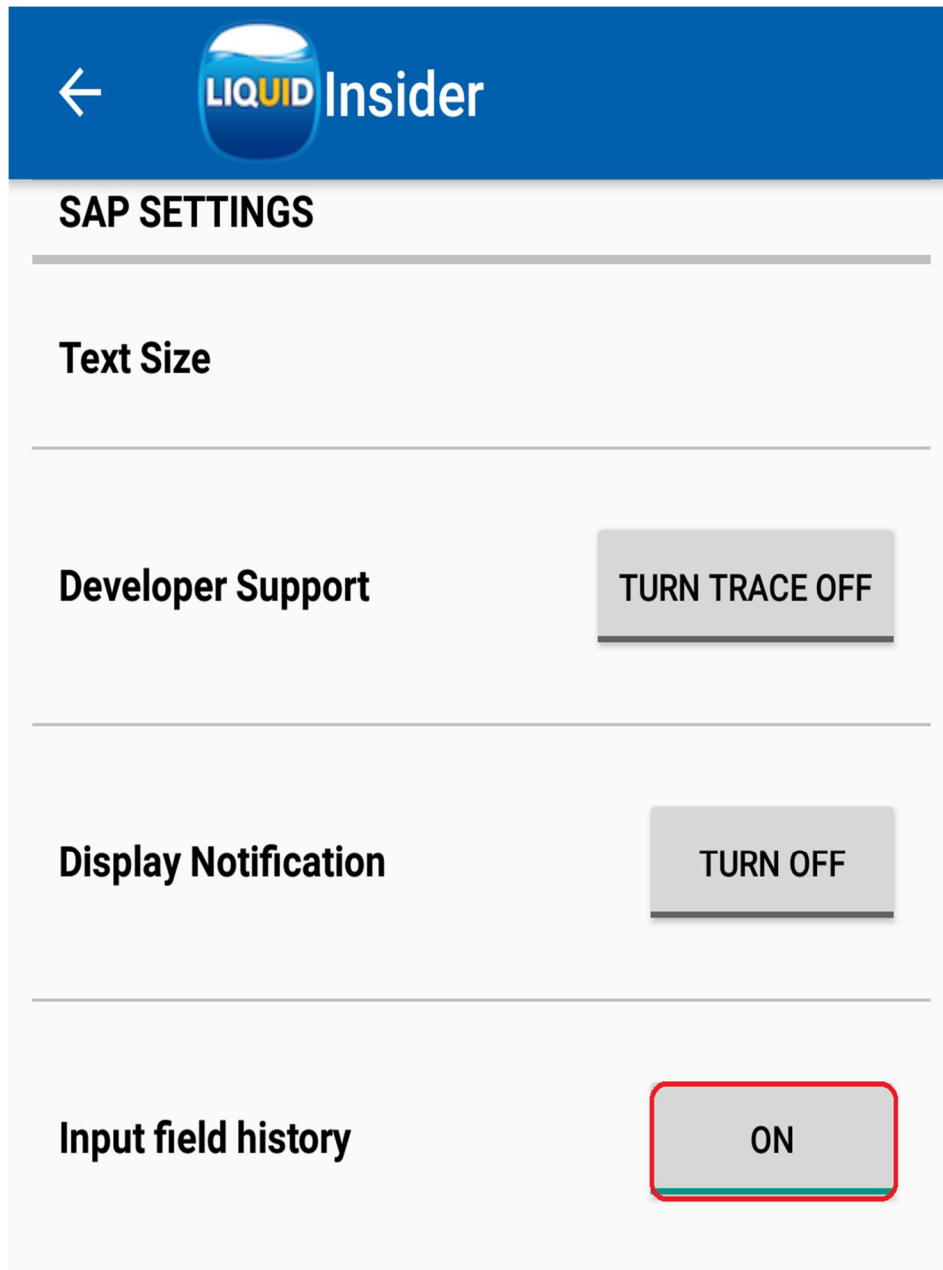 LIQUID Insider
SAP SETTINGS
Text Size
Developer Support TURN TRACE OFF
Display Notification TURN OFF
Input field history ON